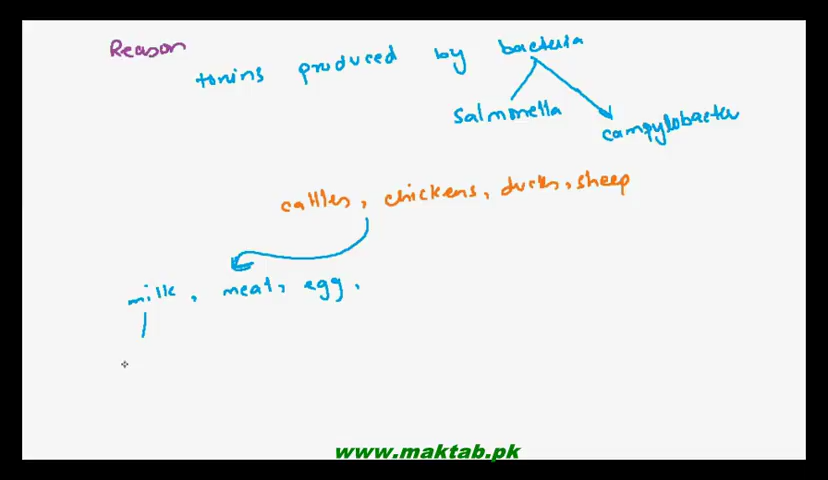 Reason
toxins produced by bacteria
salmonella
campylobacter
cattles, chickens, ducks, sheep
milk, meat, egg,
www.maktab.pk